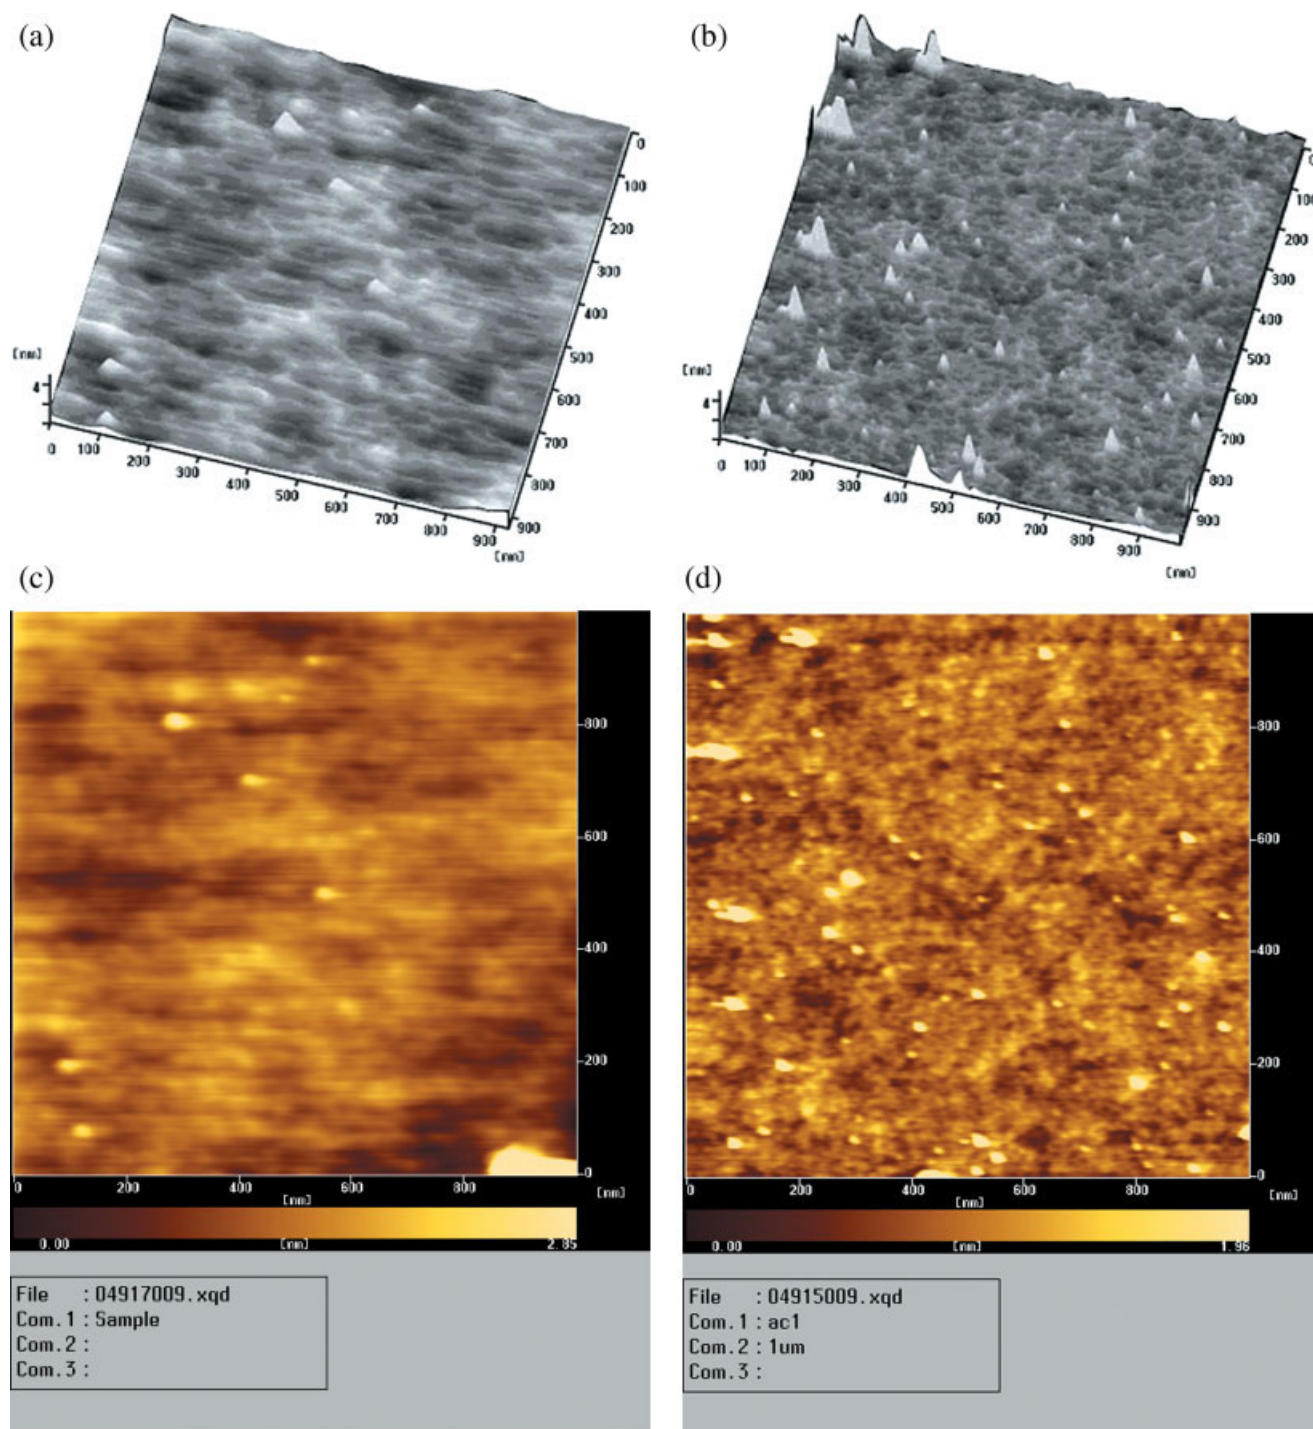 (a)
[nm]
4
0 100 200 300 400 500 600 700 800 900
[nm]
0
100
200
300
400
500
600
700
800
900
(b)
[nm]
4
0 100 200 300 400 500 600 700 800 900
[nm]
0
100
200
300
400
500
600
700
800
900
(c)
800
600
400
200
0
0 200 400 600 800
[nm]
[nm]
0.00 [nm] 2.85
File :04917009.xqd
Com.1 :Sample
Com.2 :
Com.3 :
(d)
800
600
400
200
0
0 200 400 600 800
[nm]
[nm]
0.00 [nm] 1.96
File :04915009.xqd
Com.1 :ac1
Com.2 :1um
Com.3 :